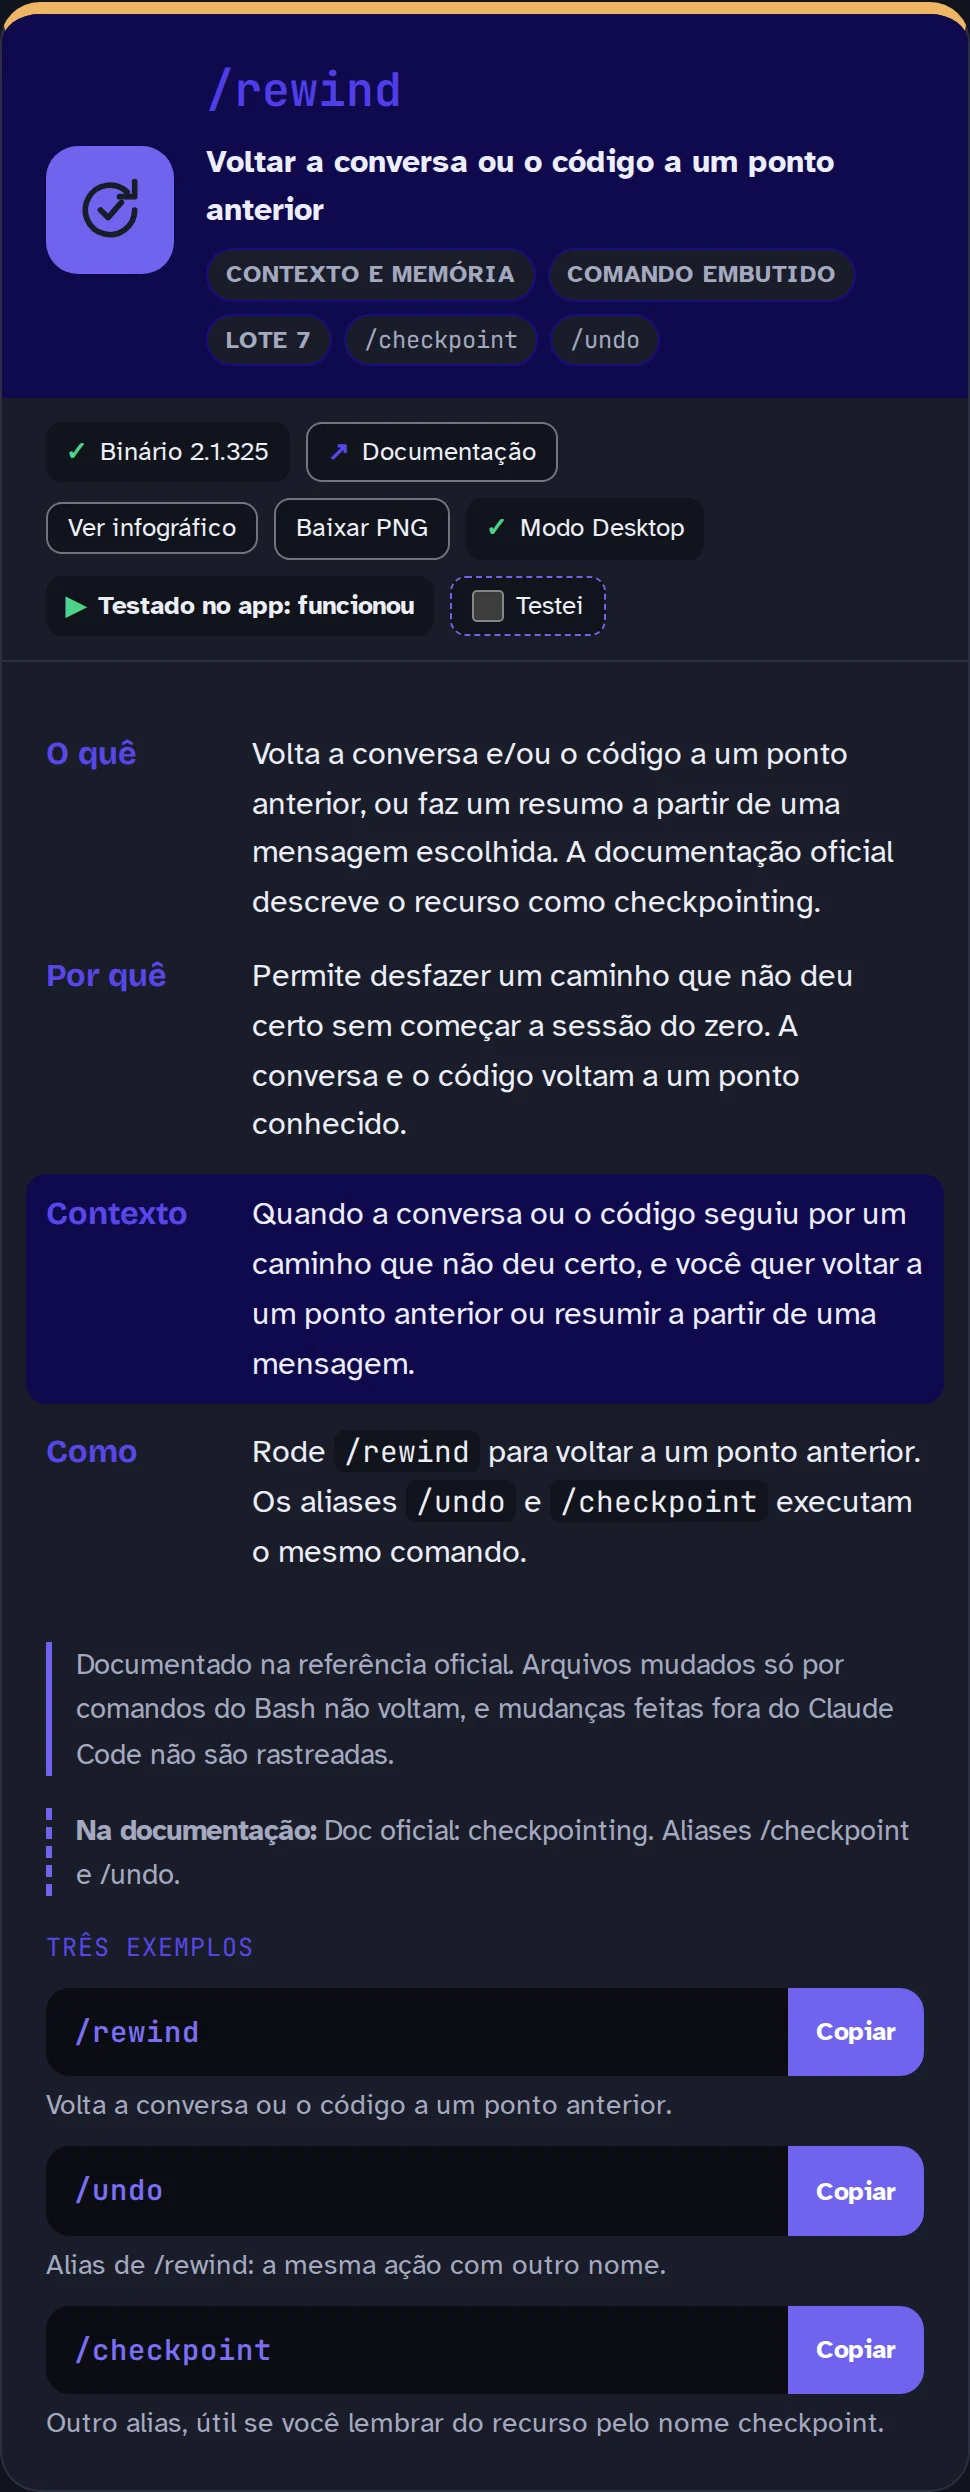 /rewind
Voltar a conversa ou o código a um ponto
anterior
CONTEXTO E MEMÓRIA
COMANDO EMBUTIDO
LOTE 7
/checkpoint
/undo
✓ Binário 2.1.325
↗ Documentação
Ver infográfico
Baixar PNG
✓ Modo Desktop
▶ Testado no app: funcionou
Testei
O quê
Volta a conversa e/ou o código a um ponto
anterior, ou faz um resumo a partir de uma
mensagem escolhida. A documentação oficial
descreve o recurso como checkpointing.
Por quê
Permite desfazer um caminho que não deu
certo sem começar a sessão do zero. A
conversa e o código voltam a um ponto
conhecido.
Contexto
Quando a conversa ou o código seguiu por um
caminho que não deu certo, e você quer voltar a
um ponto anterior ou resumir a partir de uma
mensagem.
Como
Rode /rewind para voltar a um ponto anterior.
Os aliases /undo e /checkpoint executam
o mesmo comando.
Documentado na referência oficial. Arquivos mudados só por
comandos do Bash não voltam, e mudanças feitas fora do Claude
Code não são rastreadas.
Na documentação: Doc oficial: checkpointing. Aliases /checkpoint
e /undo.
TRÊS EXEMPLOS
/rewind
Copiar
Volta a conversa ou o código a um ponto anterior.
/undo
Copiar
Alias de /rewind: a mesma ação com outro nome.
/checkpoint
Copiar
Outro alias, útil se você lembrar do recurso pelo nome checkpoint.